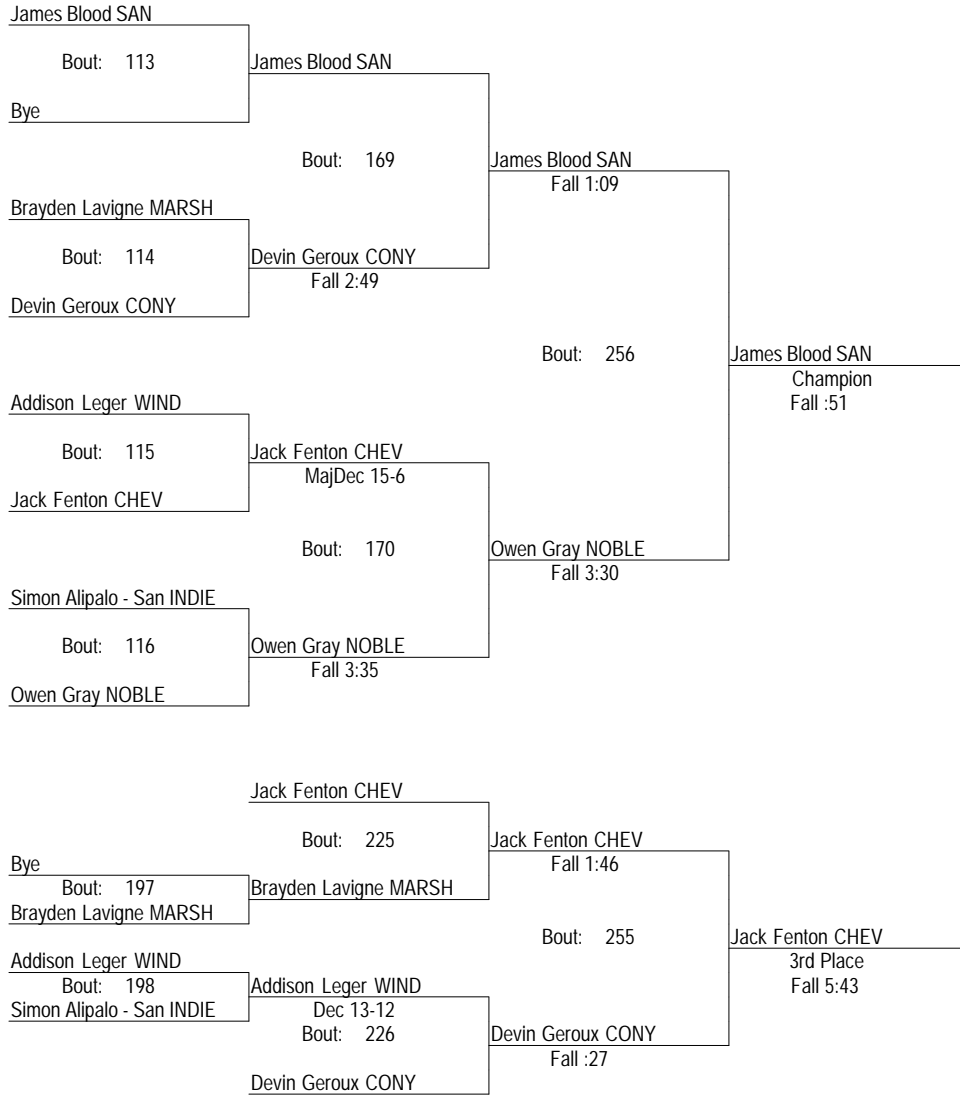 James Blood SAN
Bout: 113
James Blood SAN
Bye
Bout: 169
James Blood SAN
Fall 1:09
Brayden Lavigne MARSH
Bout: 114
Devin Geroux CONY
Fall 2:49
Devin Geroux CONY
Bout: 256
James Blood SAN
Champion
Fall :51
Addison Leger WIND
Bout: 115
Jack Fenton CHEV
MajDec 15-6
Jack Fenton CHEV
Bout: 170
Owen Gray NOBLE
Fall 3:30
Simon Alipalo - San INDIE
Bout: 116
Owen Gray NOBLE
Fall 3:35
Owen Gray NOBLE
Jack Fenton CHEV
Bout: 225
Jack Fenton CHEV
Fall 1:46
Bye
Bout: 197
Brayden Lavigne MARSH
Brayden Lavigne MARSH
Bout: 255
Jack Fenton CHEV
3rd Place
Fall 5:43
Addison Leger WIND
Bout: 198
Addison Leger WIND
Simon Alipalo - San INDIE
Dec 13-12
Bout: 226
Devin Geroux CONY
Fall :27
Devin Geroux CONY